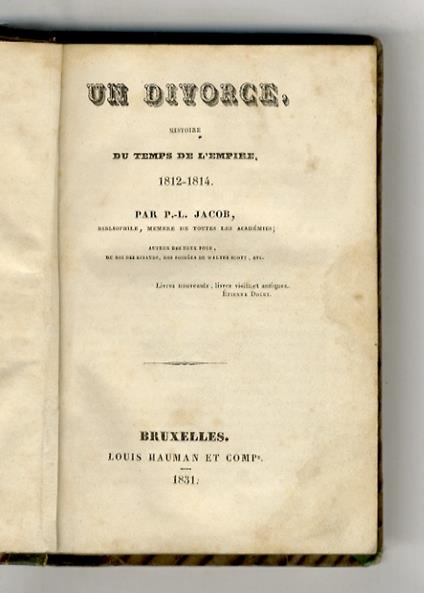 UN DIVORCE,
HISTOIRE
DU TEMPS DE L'EMPIRE,
1812-1814.
PAR P.-L. JACOB,
BIBLIOPHILE, MEMBRE DE TOUTES LES ACADÉMIES;
AUTEUR DES DEUX FOUS,
DU ROI DES RIBAUDS, DES SOIRÉES DE WALTER SCOTT, ETC.
Livres nouveaulx, livres vielz et antiques.
ÉTIENNE DOLET.
BRUXELLES.
LOUIS HAUMAN ET COMPe.
1831.